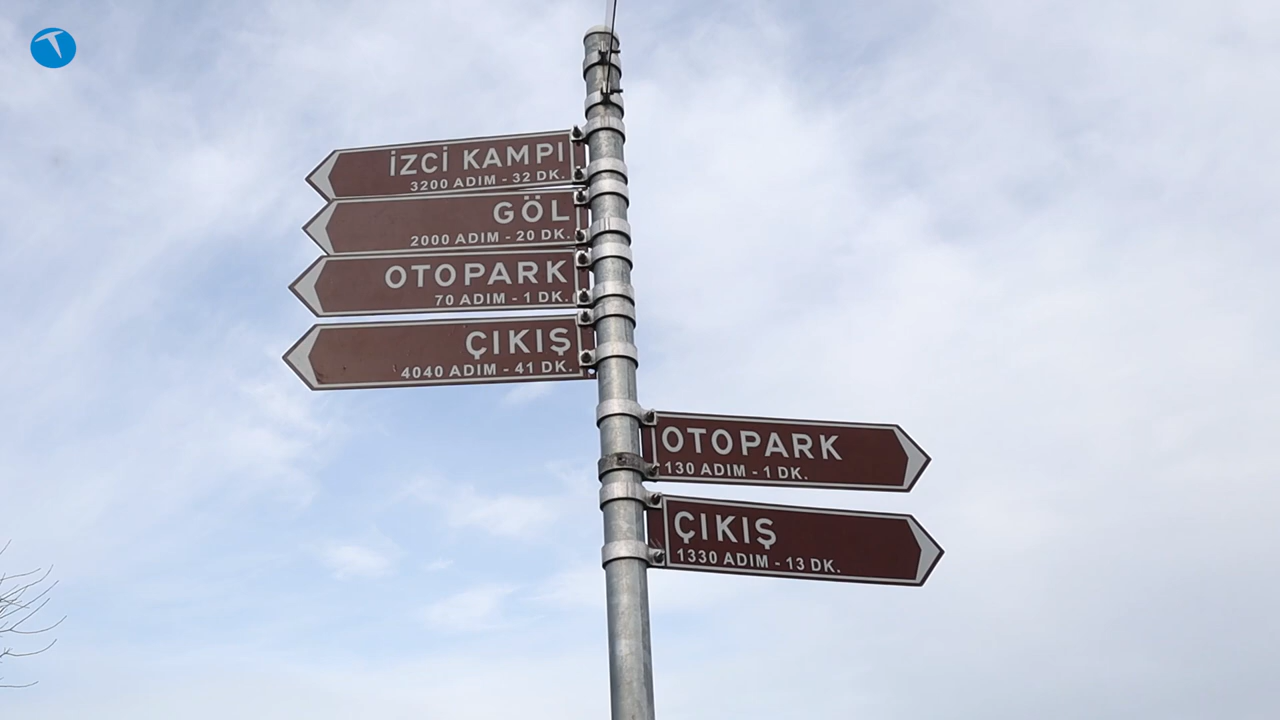 İZCİ KAMPI
3200 ADIM - 32 DK.
GÖL
2000 ADIM - 20 DK.
OTOPARK
70 ADIM - 1 DK.
ÇIKIŞ
4040 ADIM - 41 DK.
OTOPARK
130 ADIM - 1 DK.
ÇIKIŞ
1330 ADIM - 13 DK.